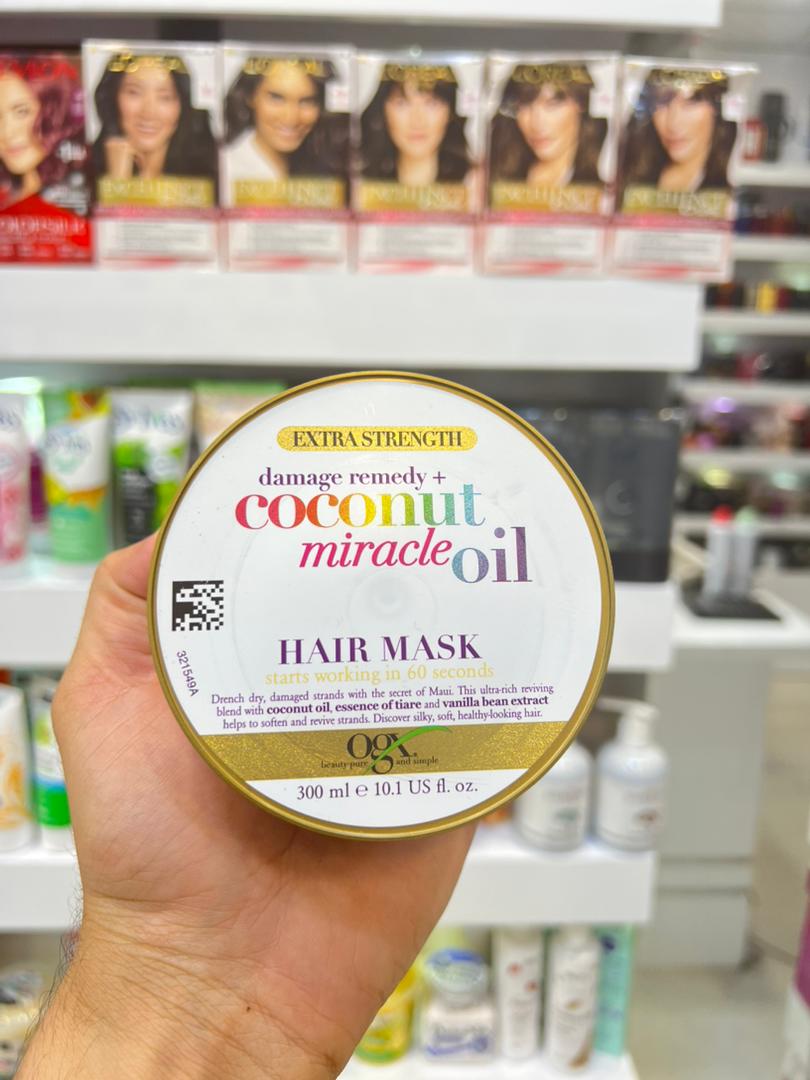 EXTRA STRENGTH
damage remedy +
coconut
miracle oil
321549A
HAIR MASK
starts working in 60 seconds
Drench dry, damaged strands with the secret of Maui. This ultra-rich reviving
blend with coconut oil, essence of tiare and vanilla bean extract
helps to soften and revive strands. Discover silky, soft, healthy-looking hair.
ogx
beauty pure and simple
300 ml ℮ 10.1 US fl. oz.